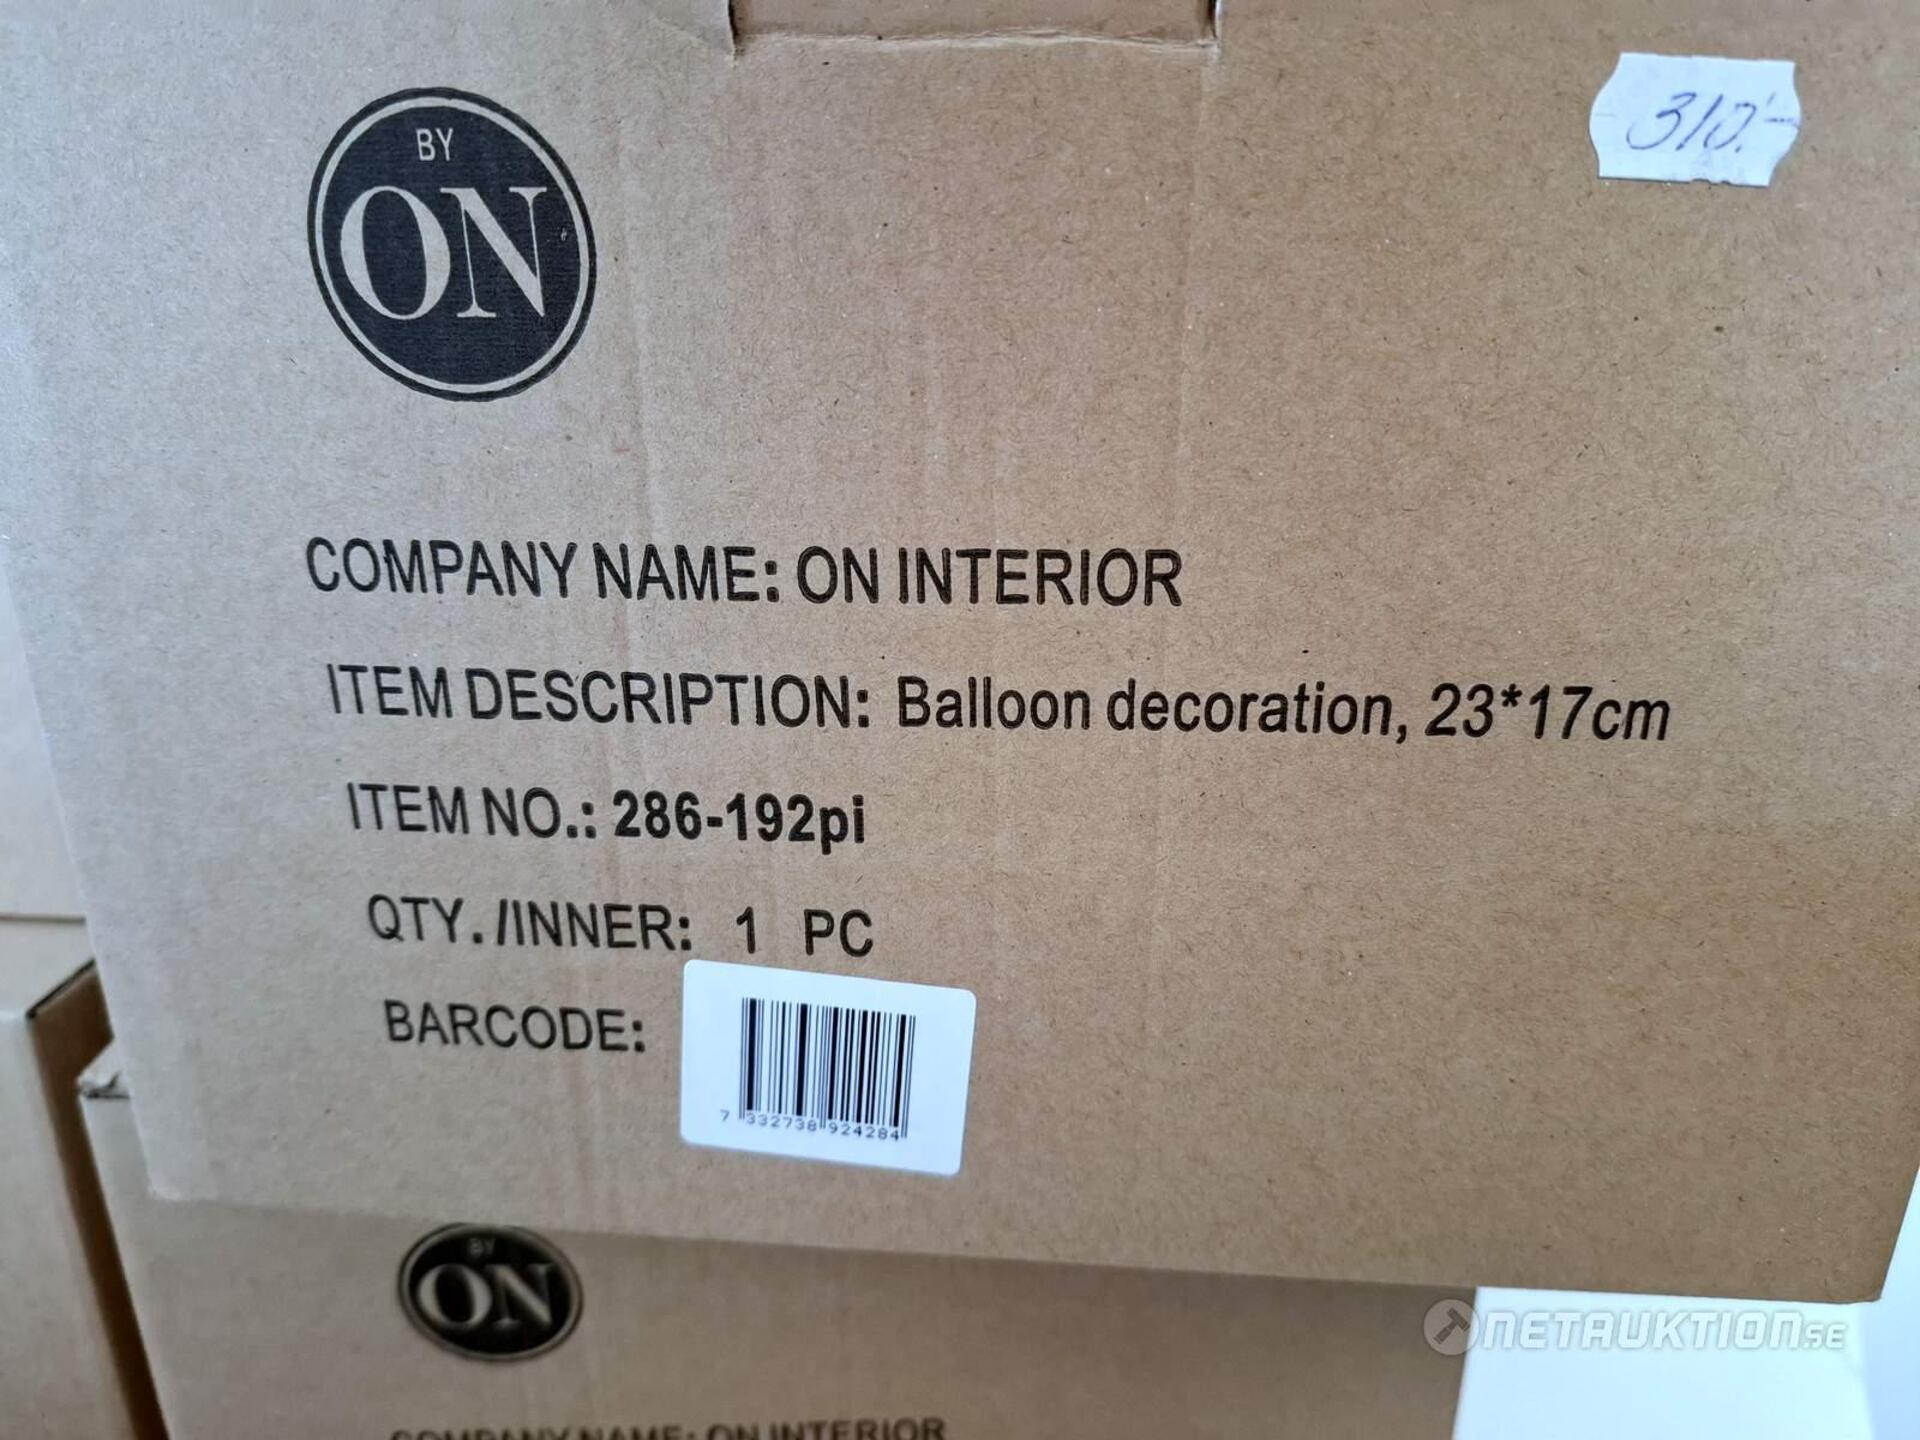 BY
ON
310:-
COMPANY NAME: ON INTERIOR
ITEM DESCRIPTION: Balloon decoration, 23*17cm
ITEM NO.: 286-192pi
QTY./INNER: 1 PC
BARCODE:
7 332738 924284
BY
ON
COMPANY NAME: ON INTERIOR
NETAUKTION.SE